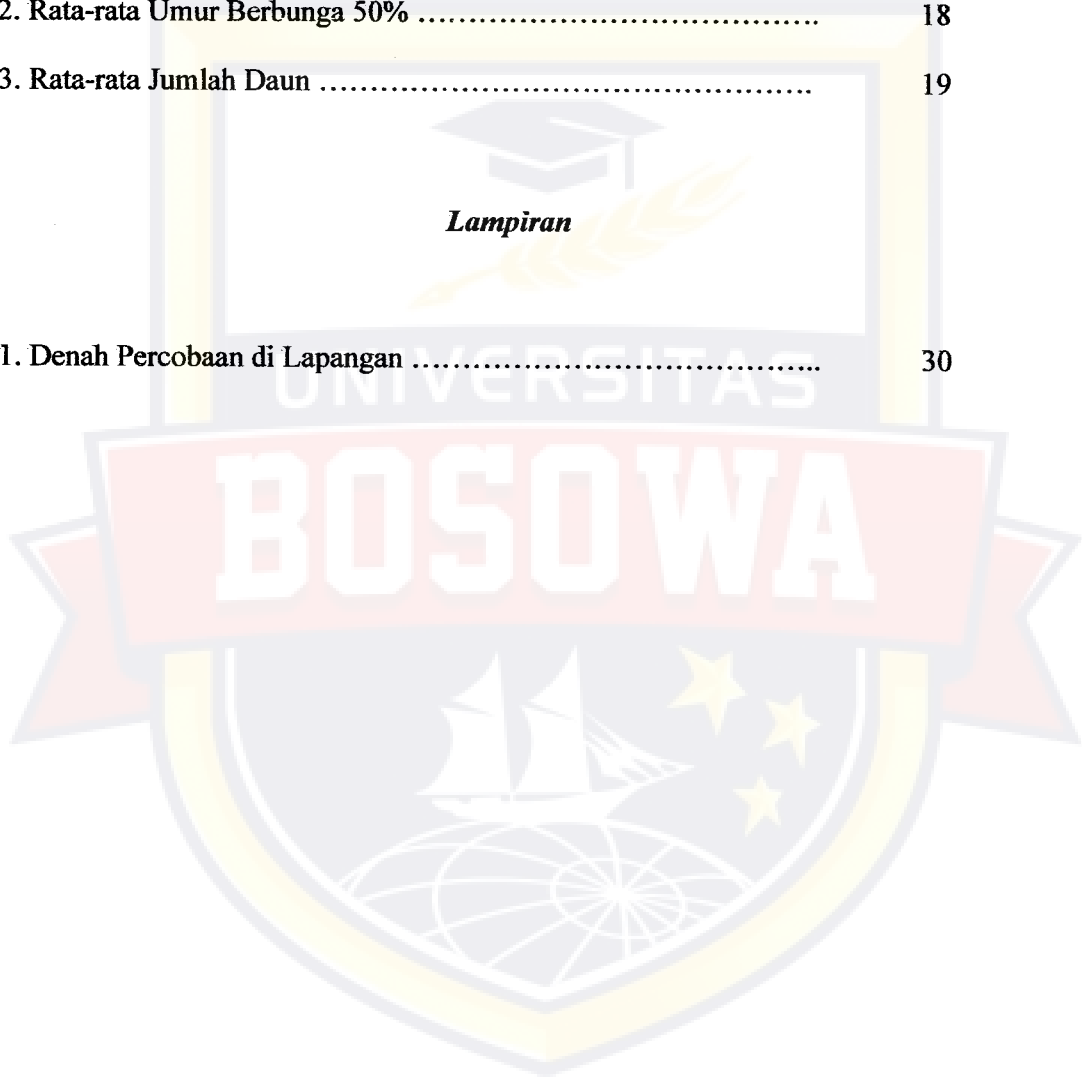 2. Rata-rata Umur Berbunga 50% ........................................ 18
3. Rata-rata Jumlah Daun ................................................ 19
Lampiran
1. Denah Percobaan di Lapangan ........................................ 30
UNIVERSITAS
BOSOWA